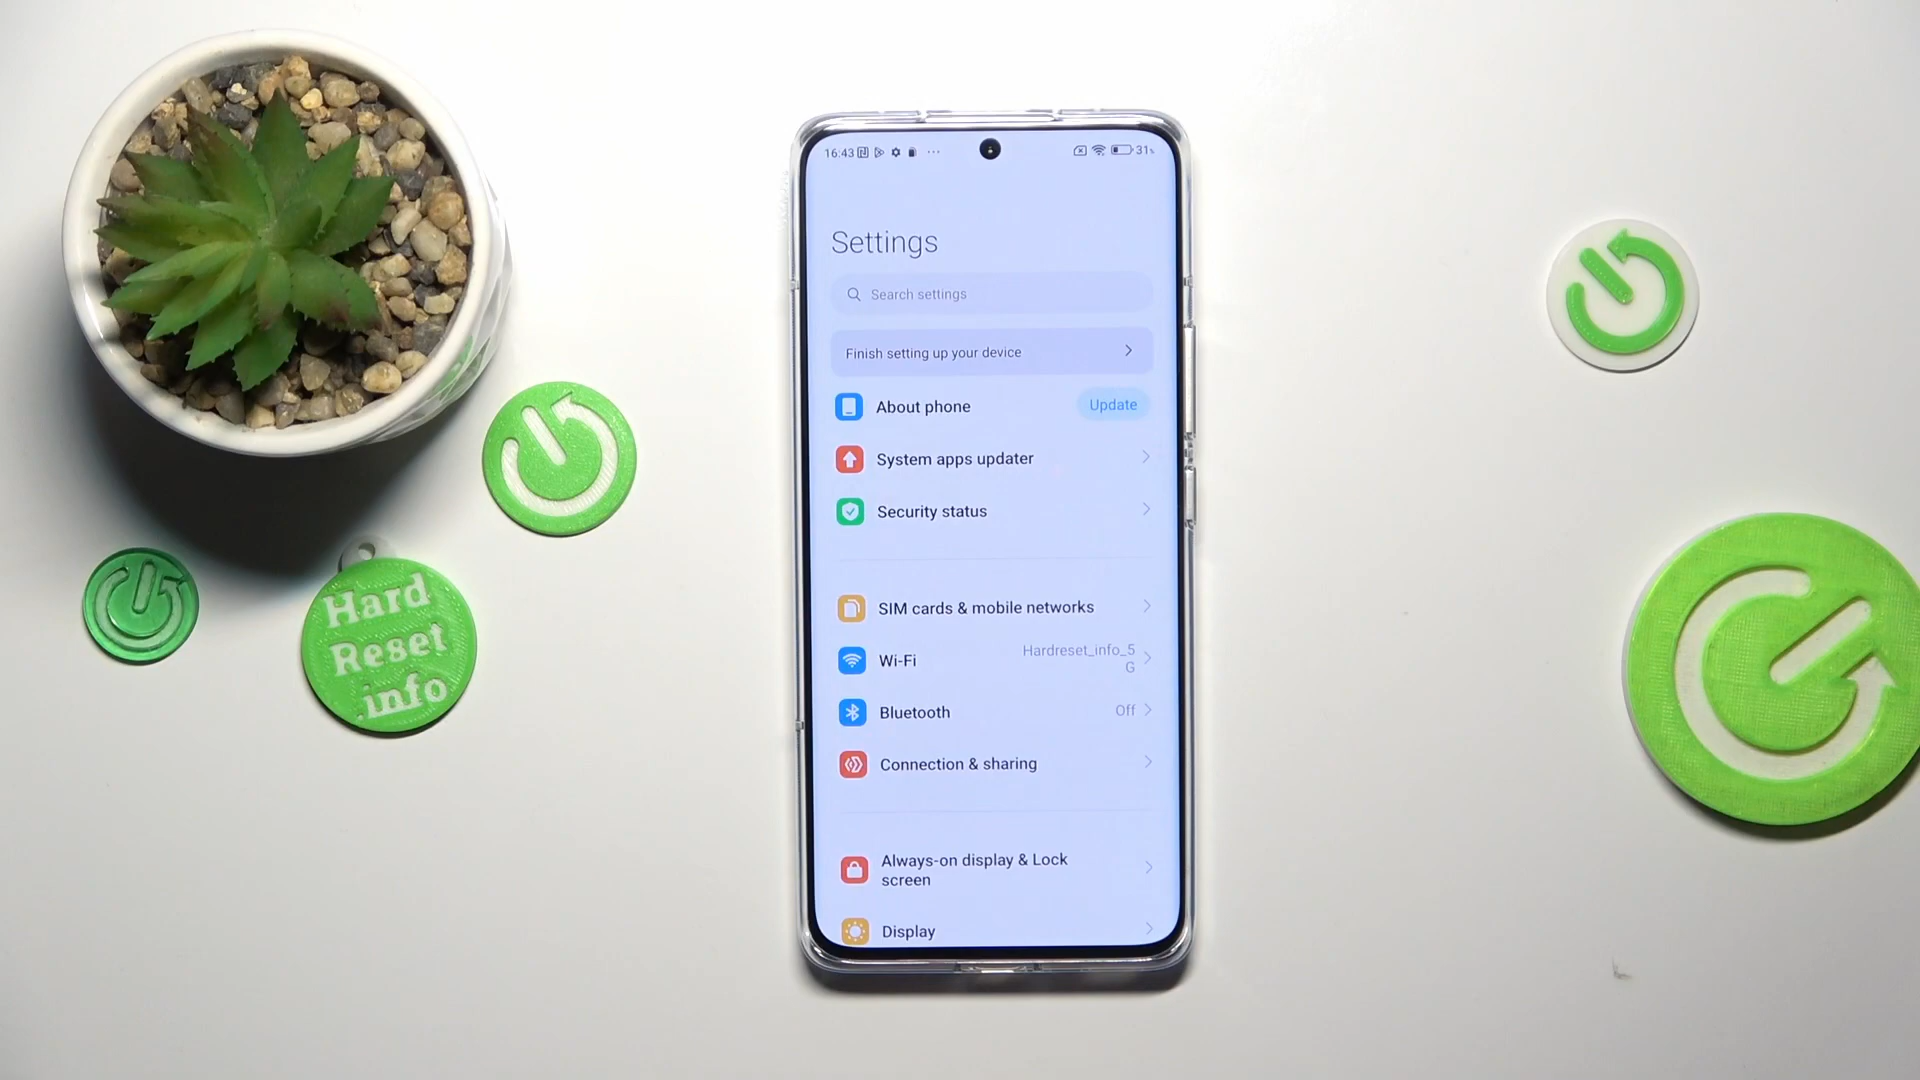 16:43
31%
Settings
Search settings
Finish setting up your device
About phone
Update
System apps updater
Security status
SIM cards & mobile networks
Wi-Fi
Hardreset_info_5
G
Bluetooth
Off
Connection & sharing
Always-on display & Lock
screen
Display
Hard
Reset
.info